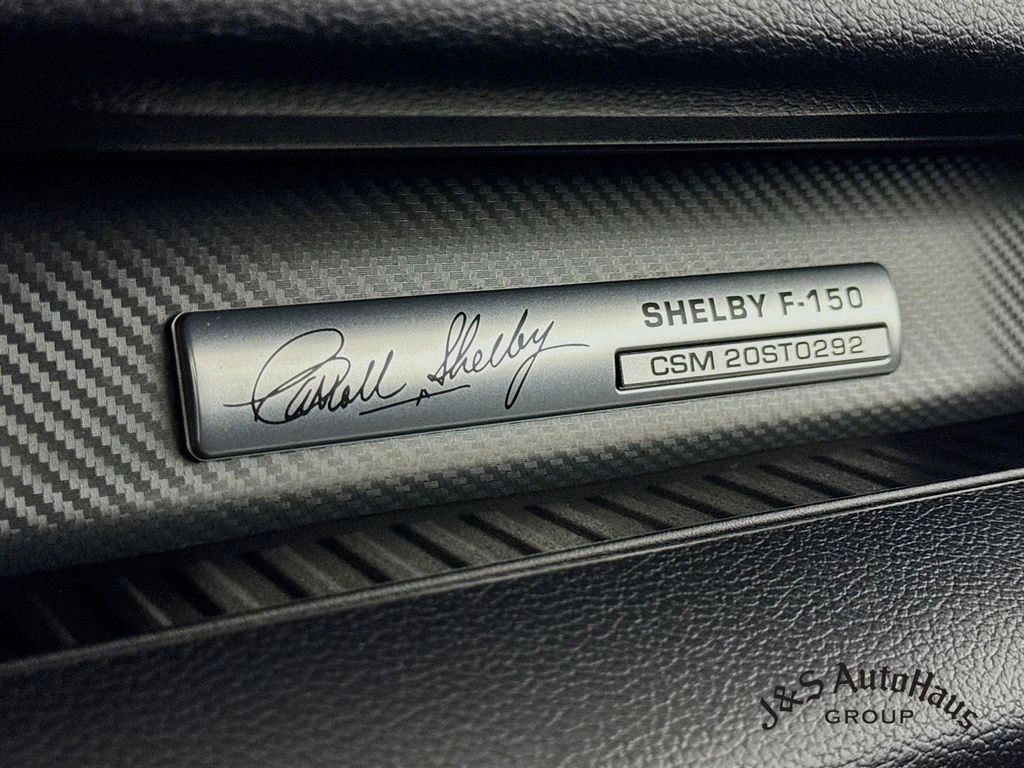 Carroll Shelby
SHELBY F-150
CSM 20ST0292
J&S AutoHaus
GROUP